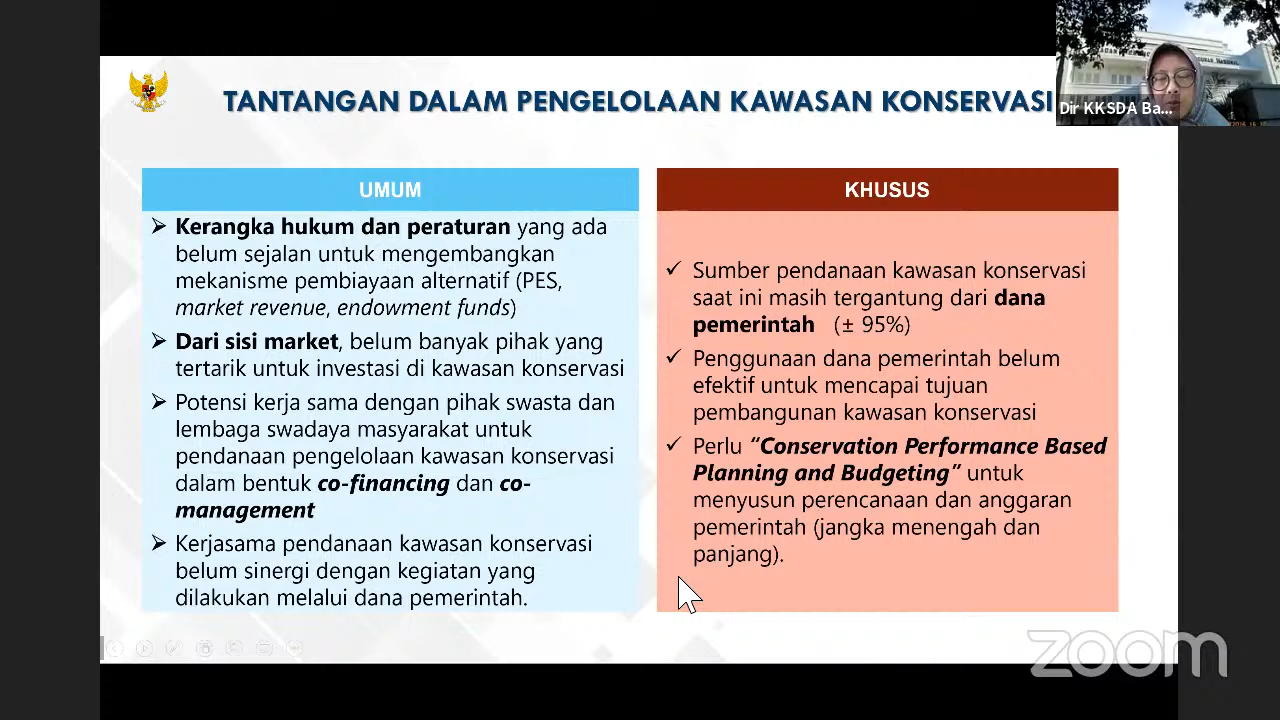 TANTANGAN DALAM PENGELOLAAN KAWASAN KONSERVASI
Dir KKSDA Ba...
UMUM
➢ Kerangka hukum dan peraturan yang ada
belum sejalan untuk mengembangkan
mekanisme pembiayaan alternatif (PES,
market revenue, endowment funds)
➢ Dari sisi market, belum banyak pihak yang
tertarik untuk investasi di kawasan konservasi
➢ Potensi kerja sama dengan pihak swasta dan
lembaga swadaya masyarakat untuk
pendanaan pengelolaan kawasan konservasi
dalam bentuk co-financing dan co-
management
➢ Kerjasama pendanaan kawasan konservasi
belum sinergi dengan kegiatan yang
dilakukan melalui dana pemerintah.
KHUSUS
✓ Sumber pendanaan kawasan konservasi
saat ini masih tergantung dari dana
pemerintah (± 95%)
✓ Penggunaan dana pemerintah belum
efektif untuk mencapai tujuan
pembangunan kawasan konservasi
✓ Perlu “Conservation Performance Based
Planning and Budgeting” untuk
menyusun perencanaan dan anggaran
pemerintah (jangka menengah dan
panjang).
zoom